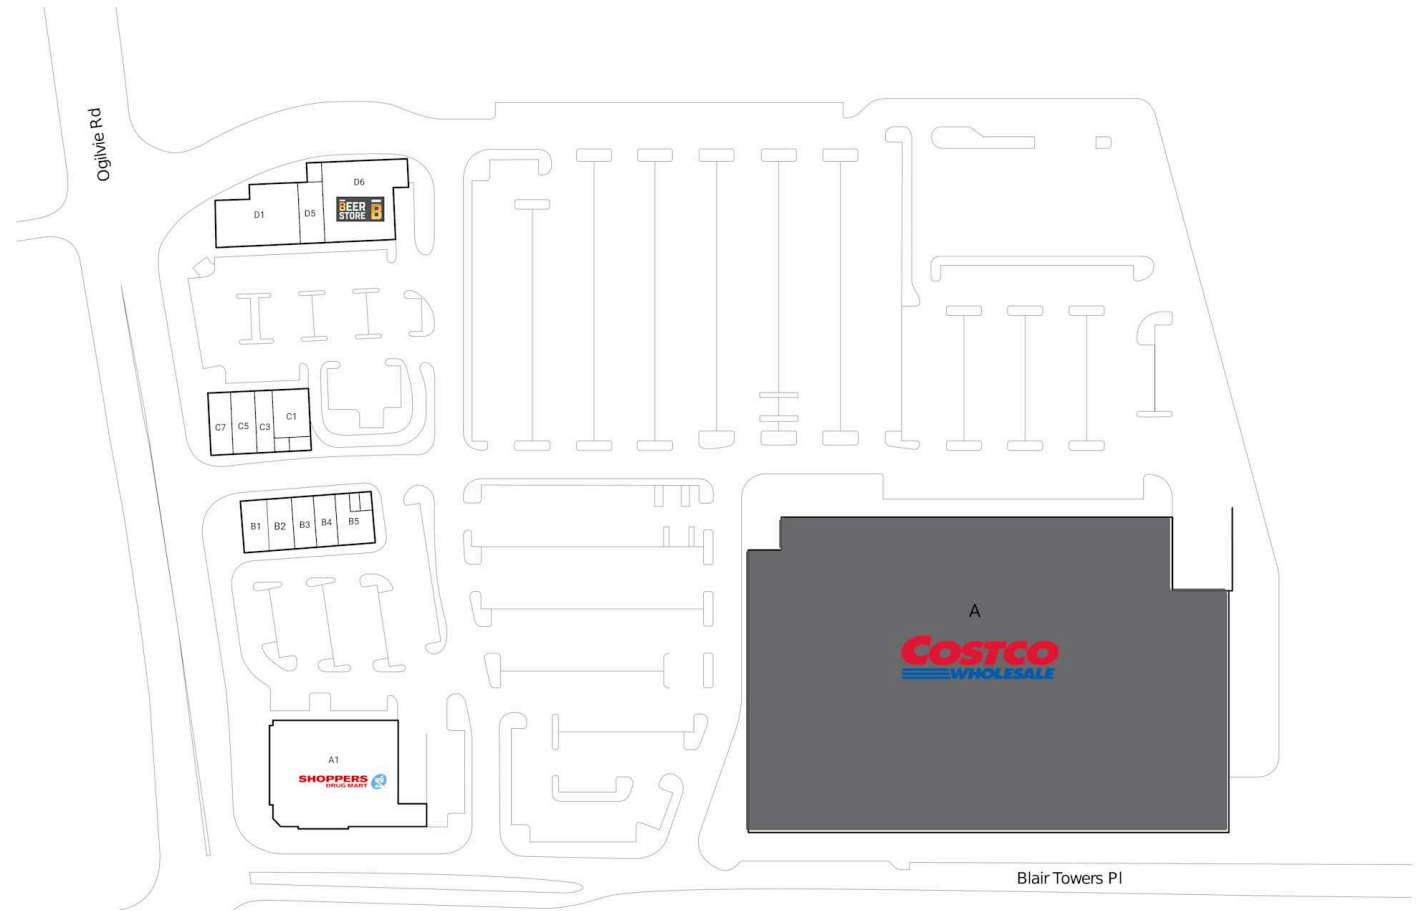 Ogilvie Rd
D6
D1
D5
BEER
STORE
B
C7
C5
C3
C1
B1
B2
B3
B4
B5
A
COSTCO
WHOLESALE
A1
SHOPPERS
DRUG MART
Blair Towers Pl